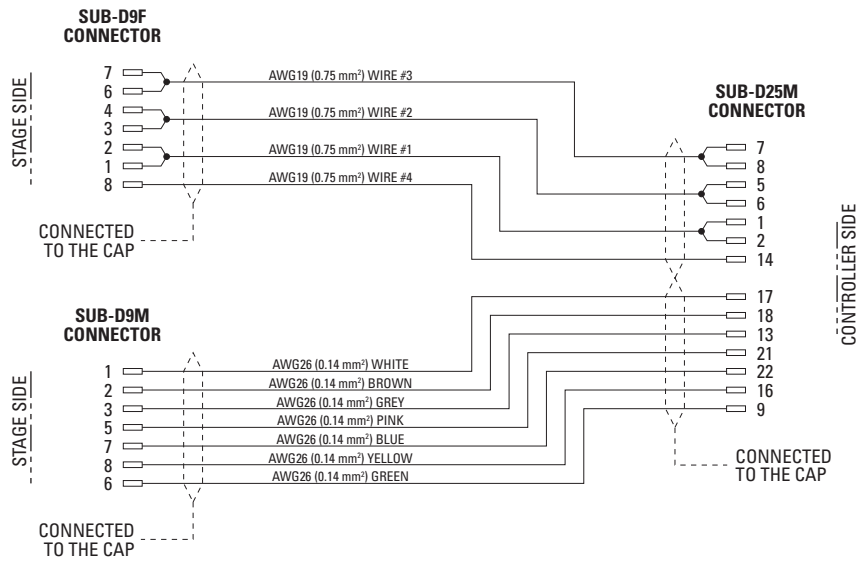 SUB-D9F
CONNECTOR
STAGE SIDE
7
6
4
3
2
1
8
AWG19 (0.75 mm²) WIRE #3
AWG19 (0.75 mm²) WIRE #2
AWG19 (0.75 mm²) WIRE #1
AWG19 (0.75 mm²) WIRE #4
CONNECTED
TO THE CAP
SUB-D25M
CONNECTOR
7
8
5
6
1
2
14
17
18
13
21
22
16
9
CONTROLLER SIDE
CONNECTED
TO THE CAP
SUB-D9M
CONNECTOR
STAGE SIDE
1
2
3
5
7
8
6
AWG26 (0.14 mm²) WHITE
AWG26 (0.14 mm²) BROWN
AWG26 (0.14 mm²) GREY
AWG26 (0.14 mm²) PINK
AWG26 (0.14 mm²) BLUE
AWG26 (0.14 mm²) YELLOW
AWG26 (0.14 mm²) GREEN
CONNECTED
TO THE CAP